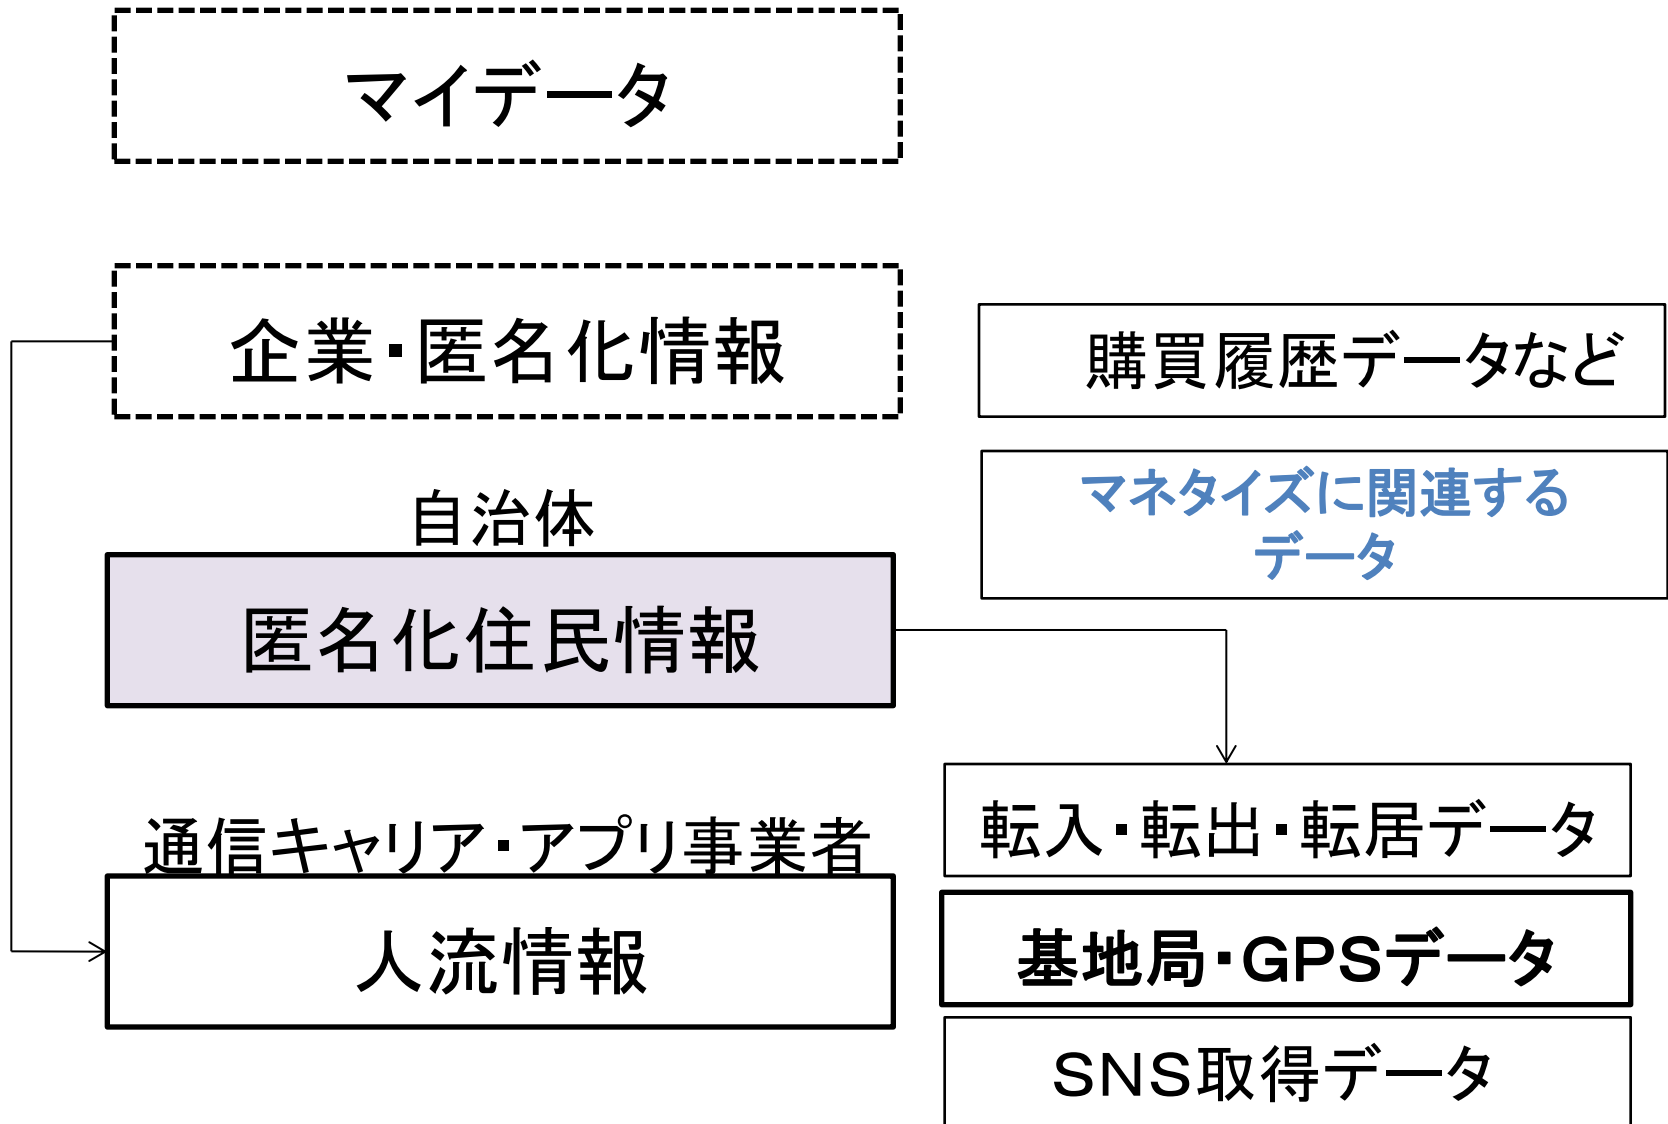 マイデータ
企業・匿名化情報
購買履歴データなど
マネタイズに関連する
データ
自治体
匿名化住民情報
転入・転出・転居データ
通信キャリア・アプリ事業者
人流情報
基地局・GPSデータ
SNS取得データ